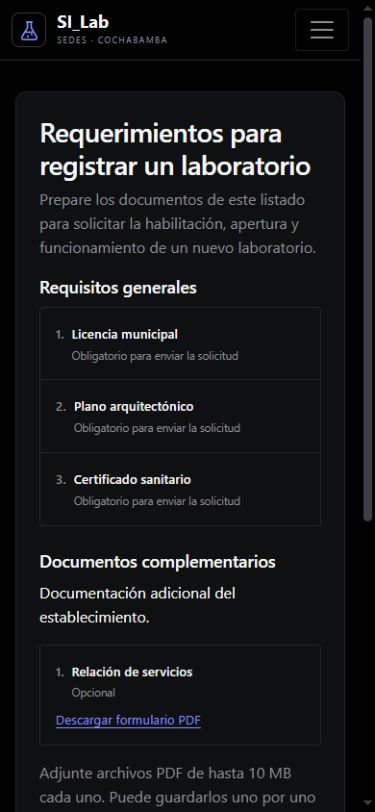 SI_Lab
SEDES - COCHABAMBA
Requerimientos para
registrar un laboratorio
Prepare los documentos de este listado
para solicitar la habilitación, apertura y
funcionamiento de un nuevo laboratorio.
Requisitos generales
1. Licencia municipal
Obligatorio para enviar la solicitud
2. Plano arquitectónico
Obligatorio para enviar la solicitud
3. Certificado sanitario
Obligatorio para enviar la solicitud
Documentos complementarios
Documentación adicional del
establecimiento.
1. Relación de servicios
Opcional
Descargar formulario PDF
Adjunte archivos PDF de hasta 10 MB
cada uno. Puede guardarlos uno por uno